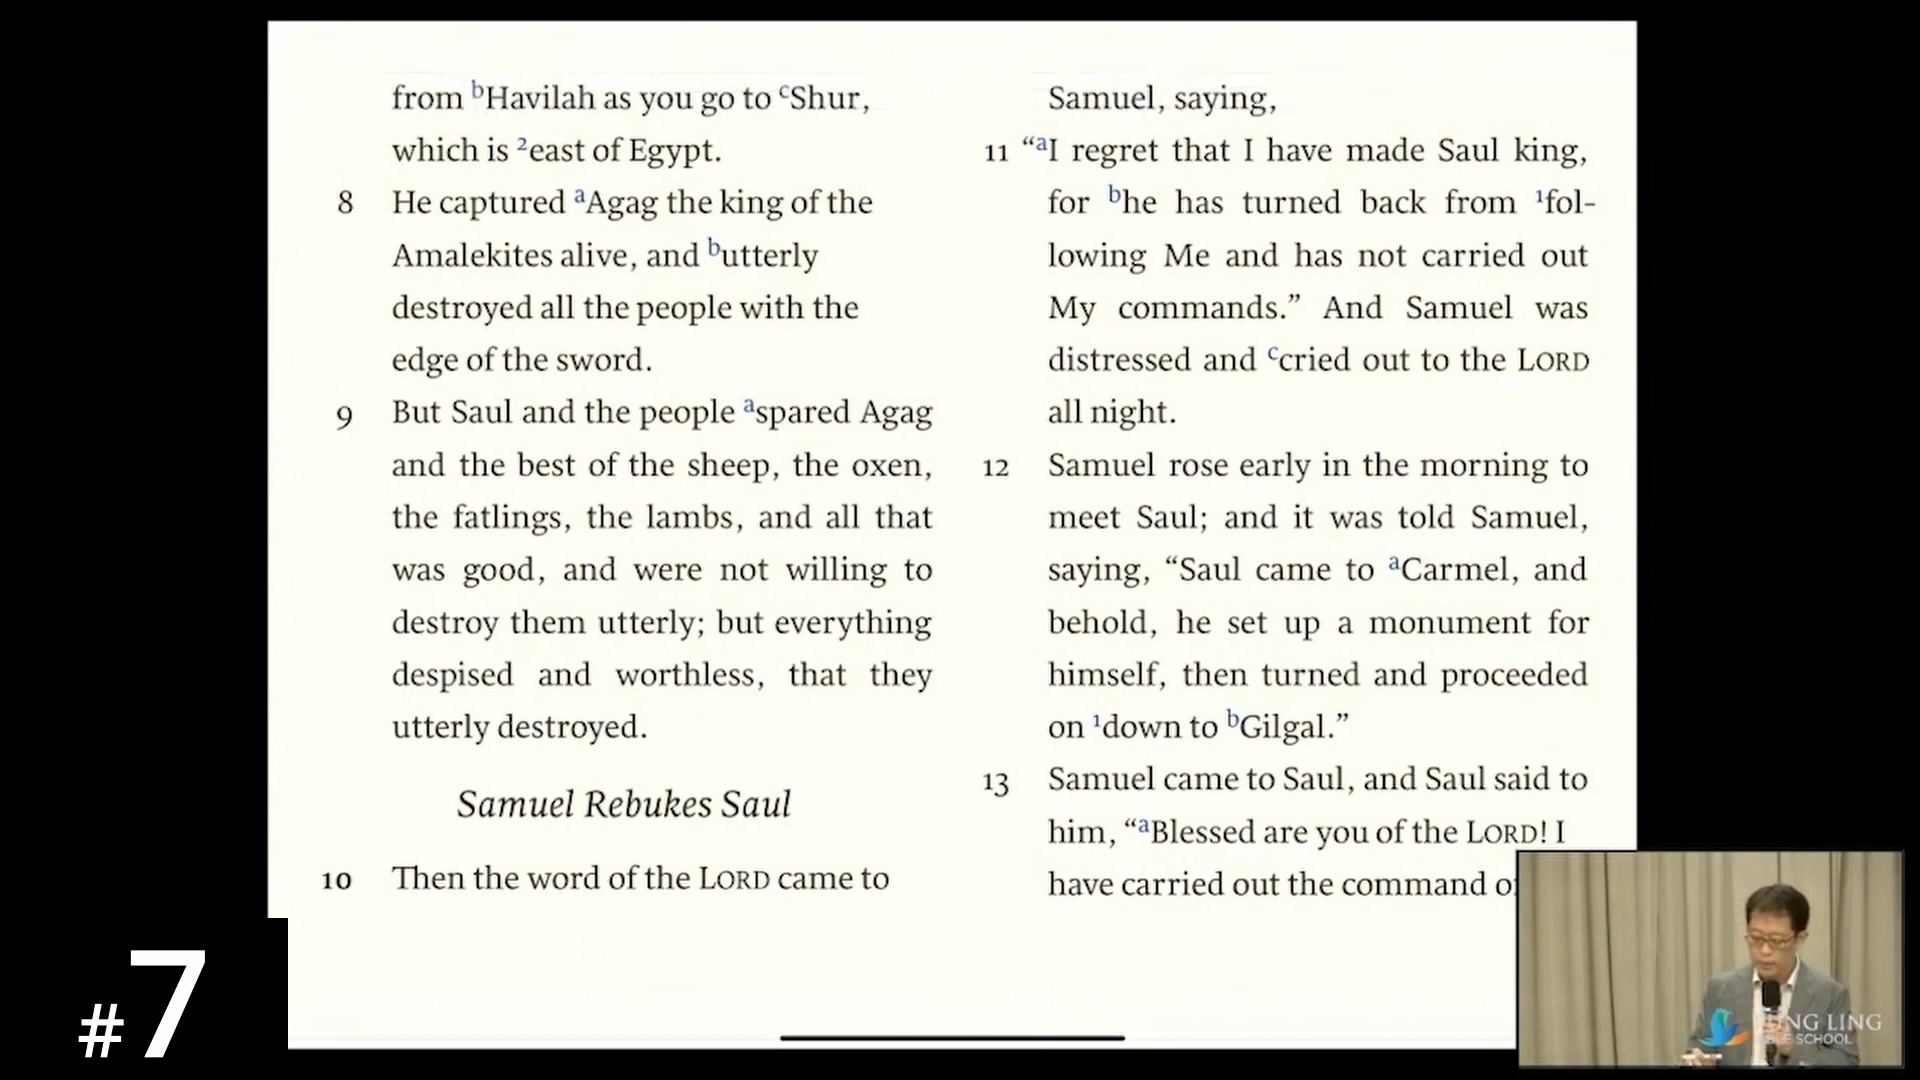 from bHavilah as you go to cShur,
which is 2east of Egypt.
8 He captured aAgag the king of the
Amalekites alive, and butterly
destroyed all the people with the
edge of the sword.
9 But Saul and the people aspared Agag
and the best of the sheep, the oxen,
the fatlings, the lambs, and all that
was good, and were not willing to
destroy them utterly; but everything
despised and worthless, that they
utterly destroyed.
Samuel Rebukes Saul
10 Then the word of the LORD came to
Samuel, saying,
11 “aI regret that I have made Saul king,
for bhe has turned back from 1fol-
lowing Me and has not carried out
My commands.” And Samuel was
distressed and ccried out to the LORD
all night.
12 Samuel rose early in the morning to
meet Saul; and it was told Samuel,
saying, “Saul came to aCarmel, and
behold, he set up a monument for
himself, then turned and proceeded
on 1down to bGilgal.”
13 Samuel came to Saul, and Saul said to
him, “aBlessed are you of the LORD! I
have carried out the command
#7
LING
SCHOOL